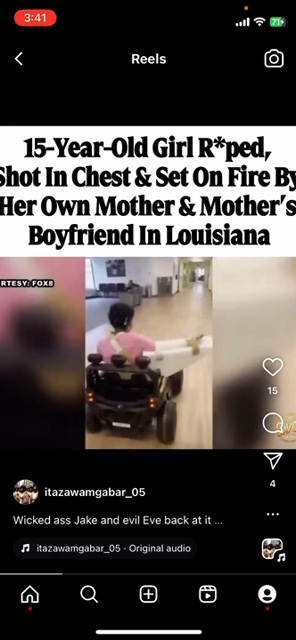 3:41
71
Reels
15-Year-Old Girl R*ped,
Shot In Chest & Set On Fire By
Her Own Mother & Mother's
Boyfriend In Louisiana
RTESY: FOX8
15
4
itazawamgabar_05
Wicked ass Jake and evil Eve back at it ...
itazawamgabar_05 · Original audio